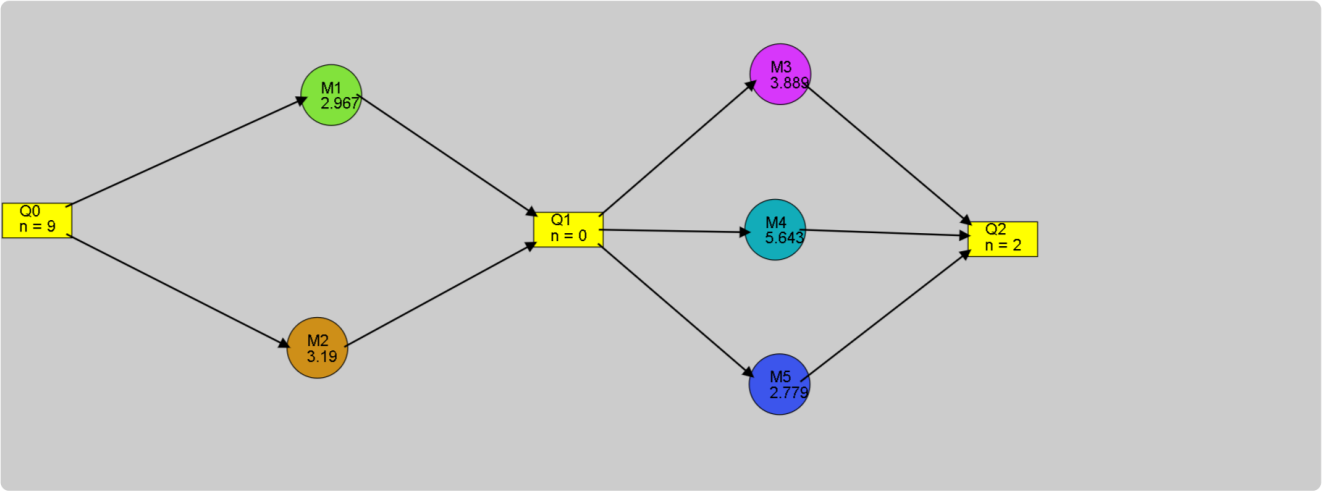 Q0
n = 9
M1
2.967
M2
3.19
Q1
n = 0
M3
3.889
M4
5.643
M5
2.779
Q2
n = 2